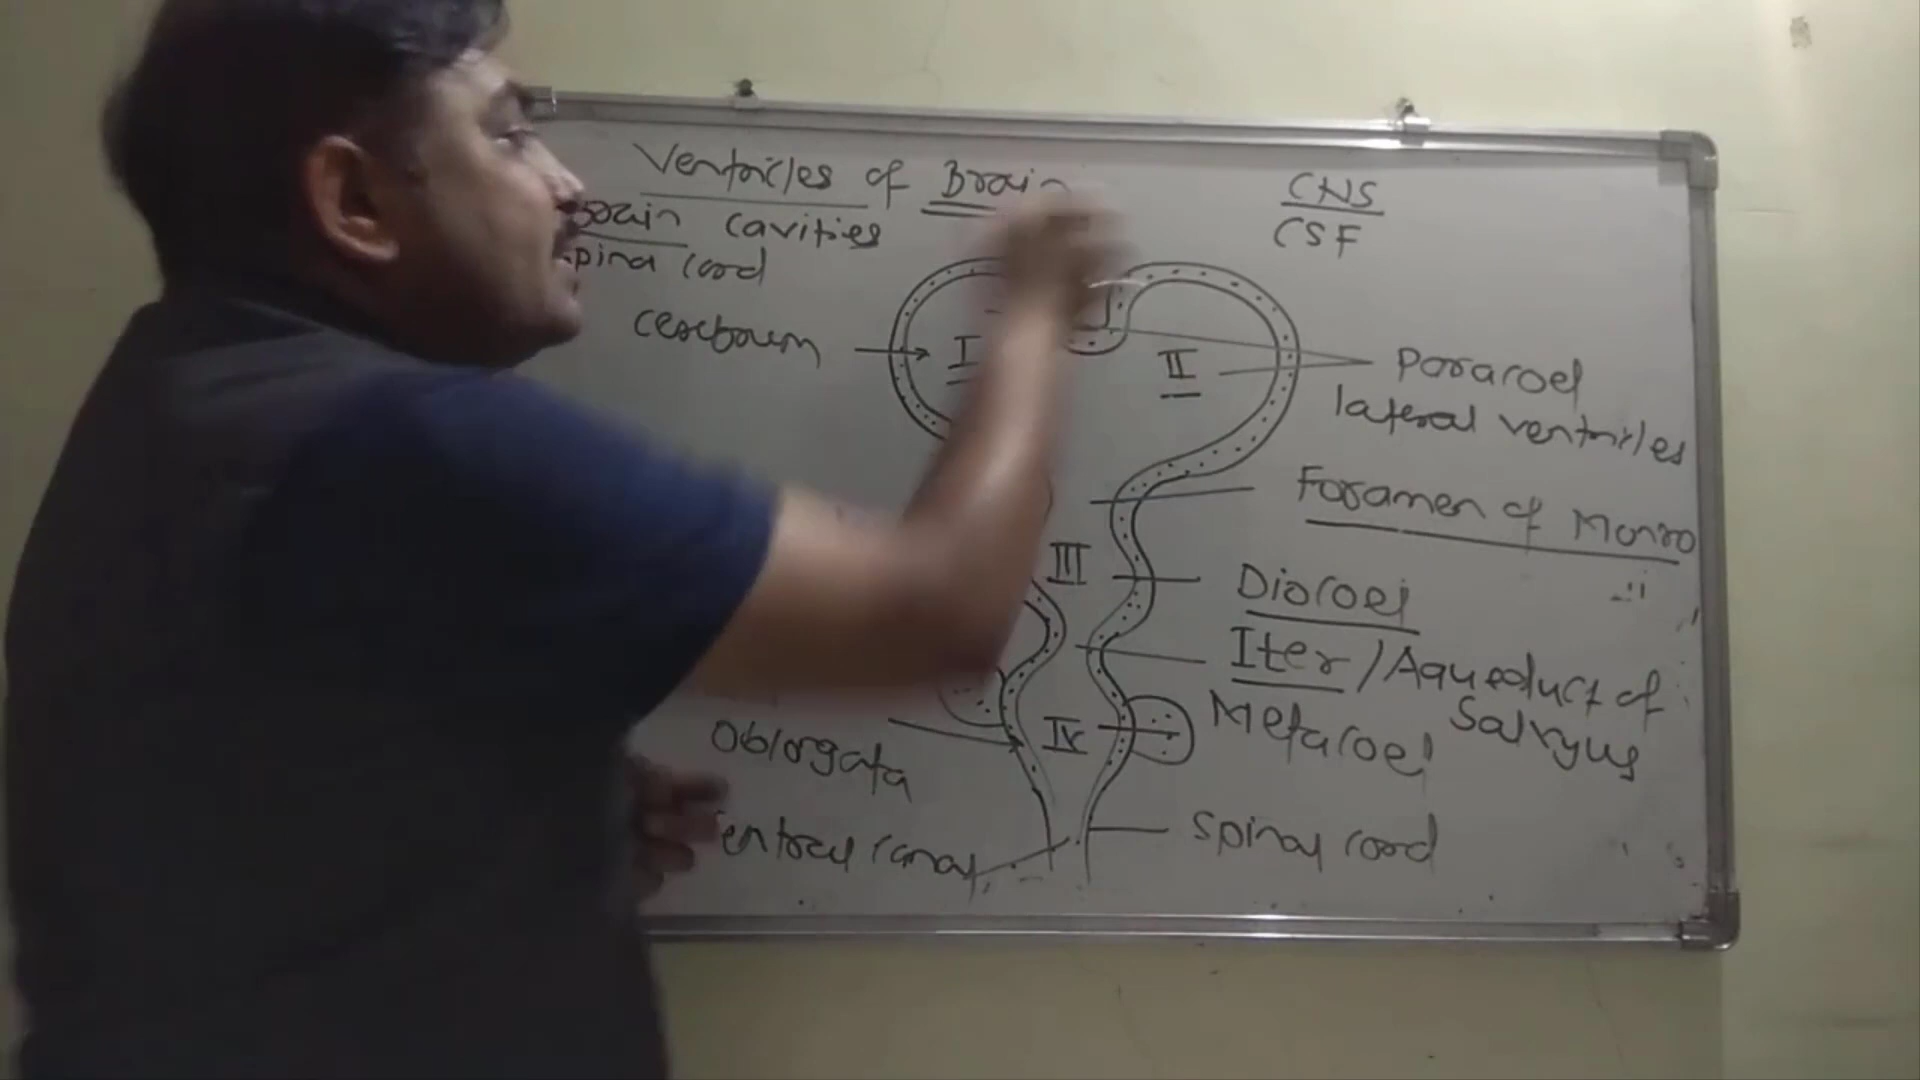 Ventricles of Brain
Brain cavities
spinal cord
CNS
CSF
cerebrum
I
II
Paracoel
lateral ventricles
Foramen of Monro
III
Diocoel
Iter / Aqueduct of
Salvyus
IV
Metacoel
Oblongata
central canal
Spinal cord